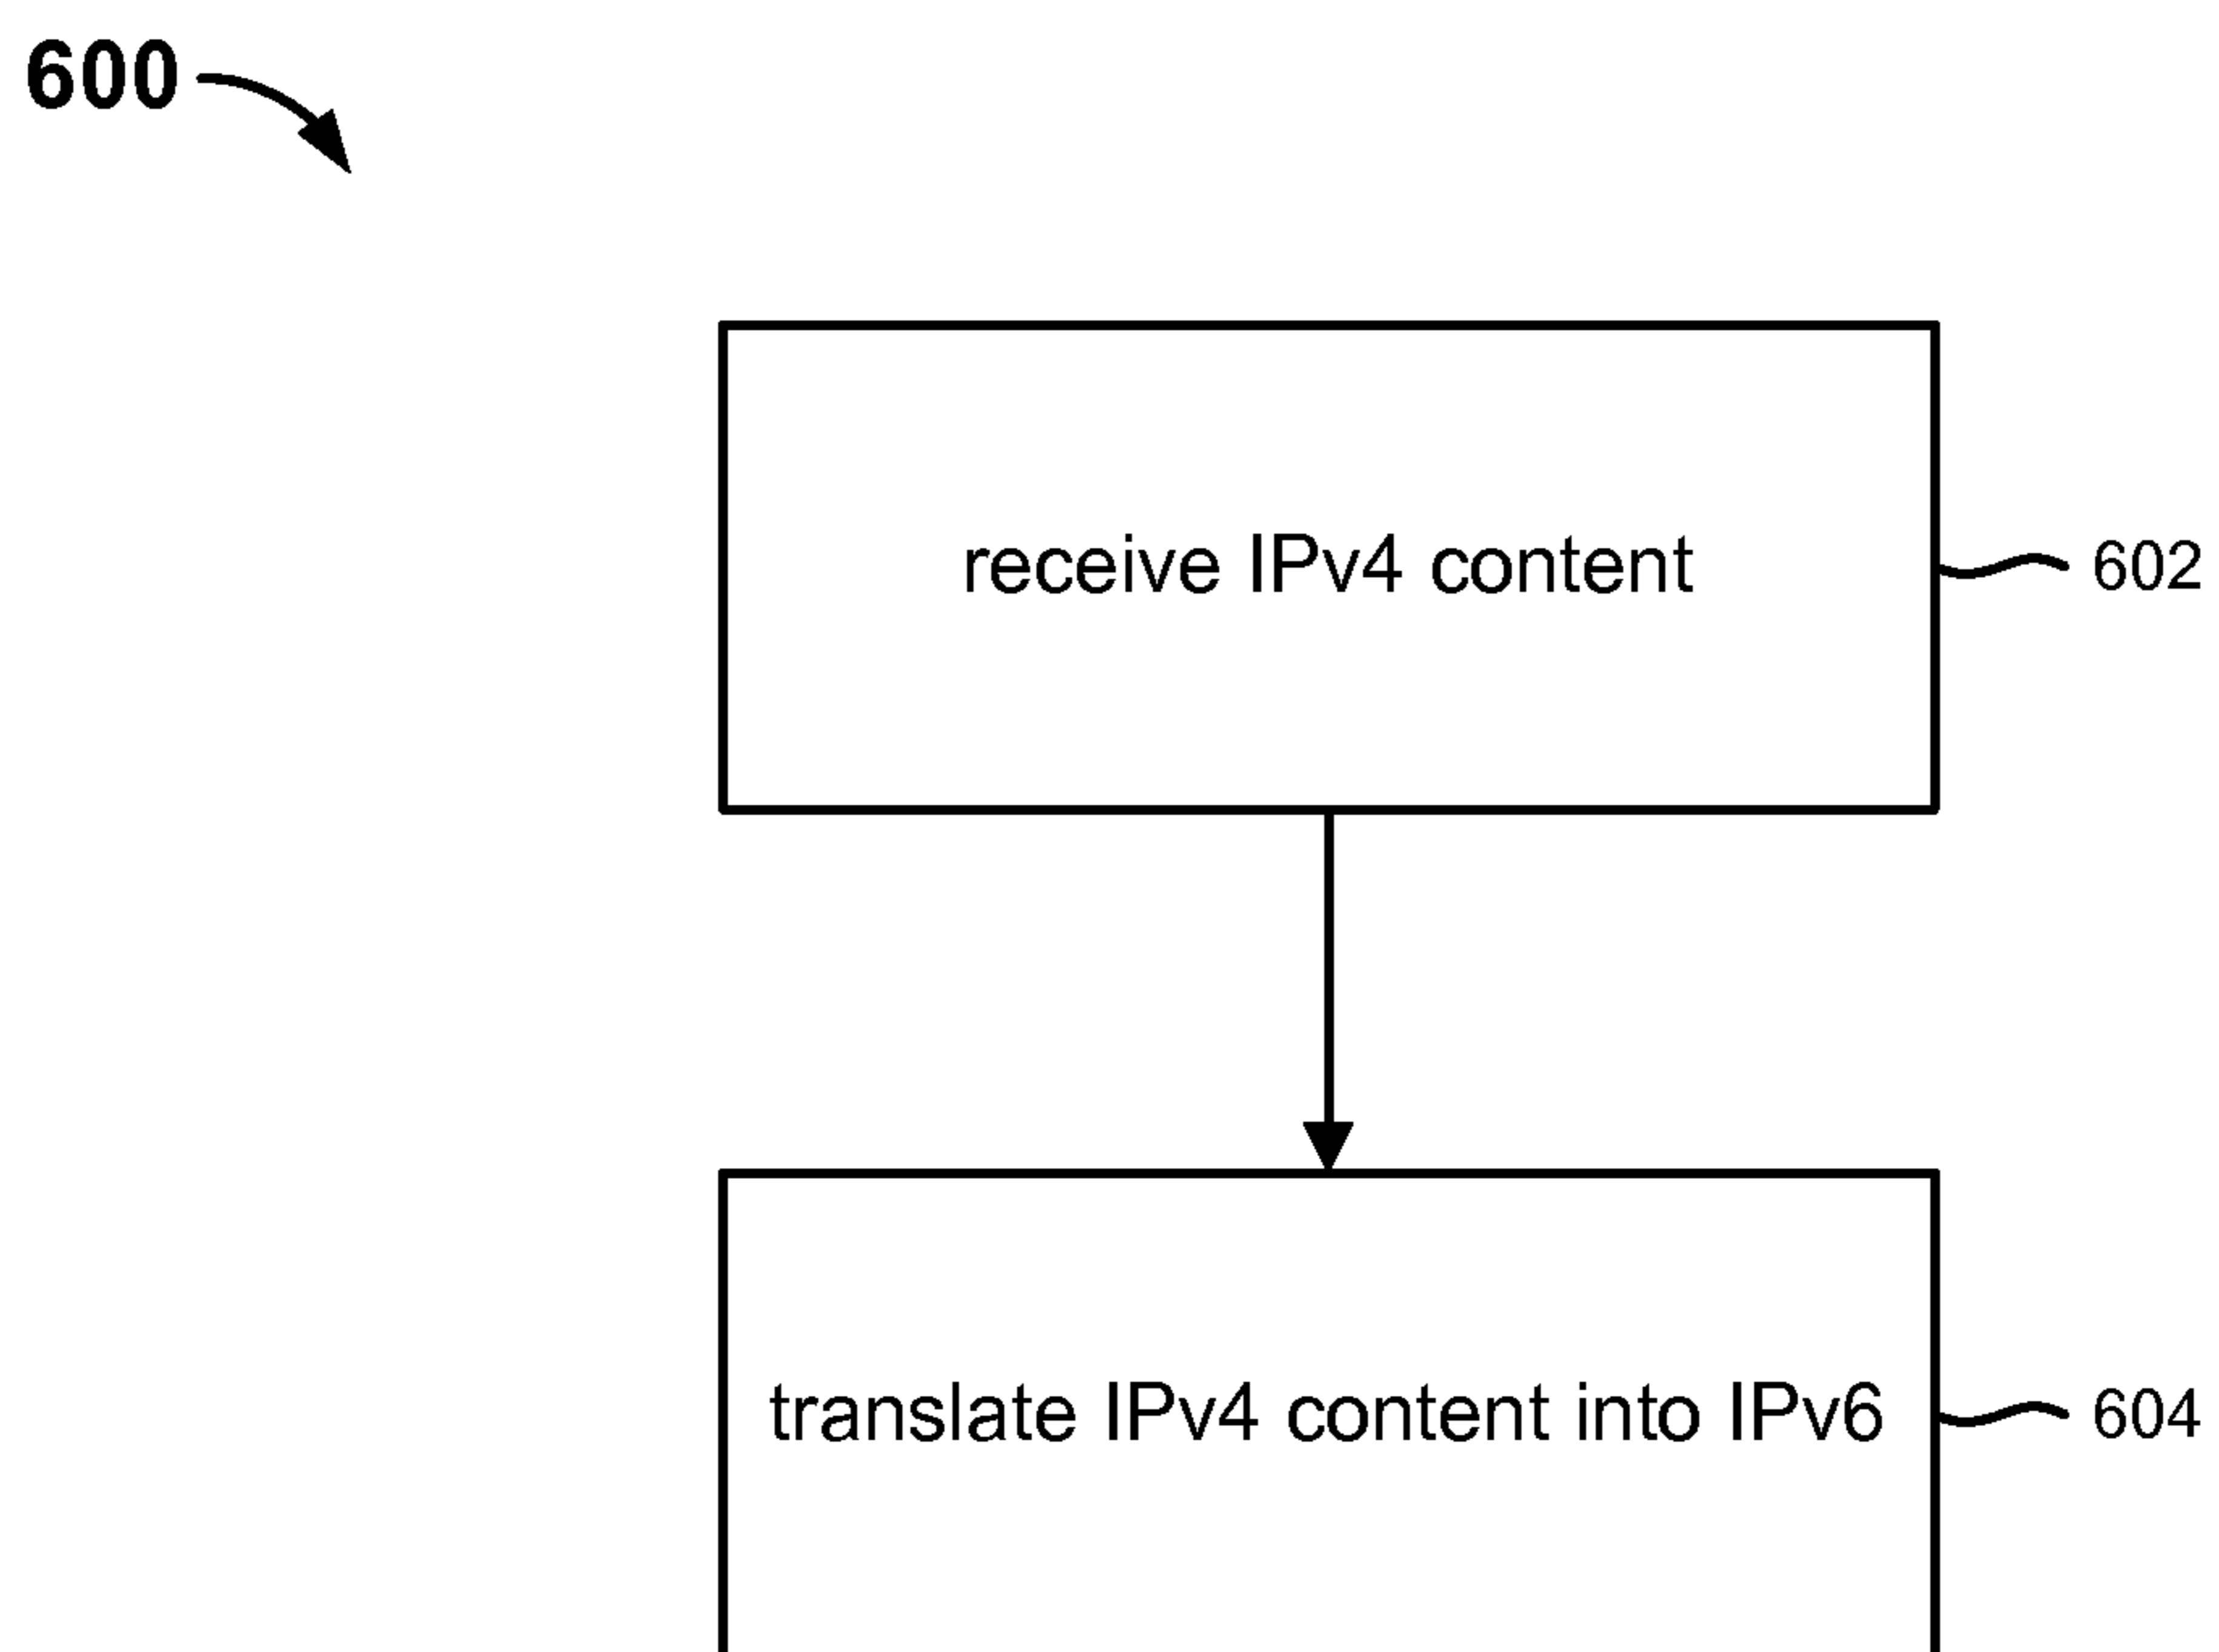 600
receive IPv4 content
602
translate IPv4 content into IPv6
604